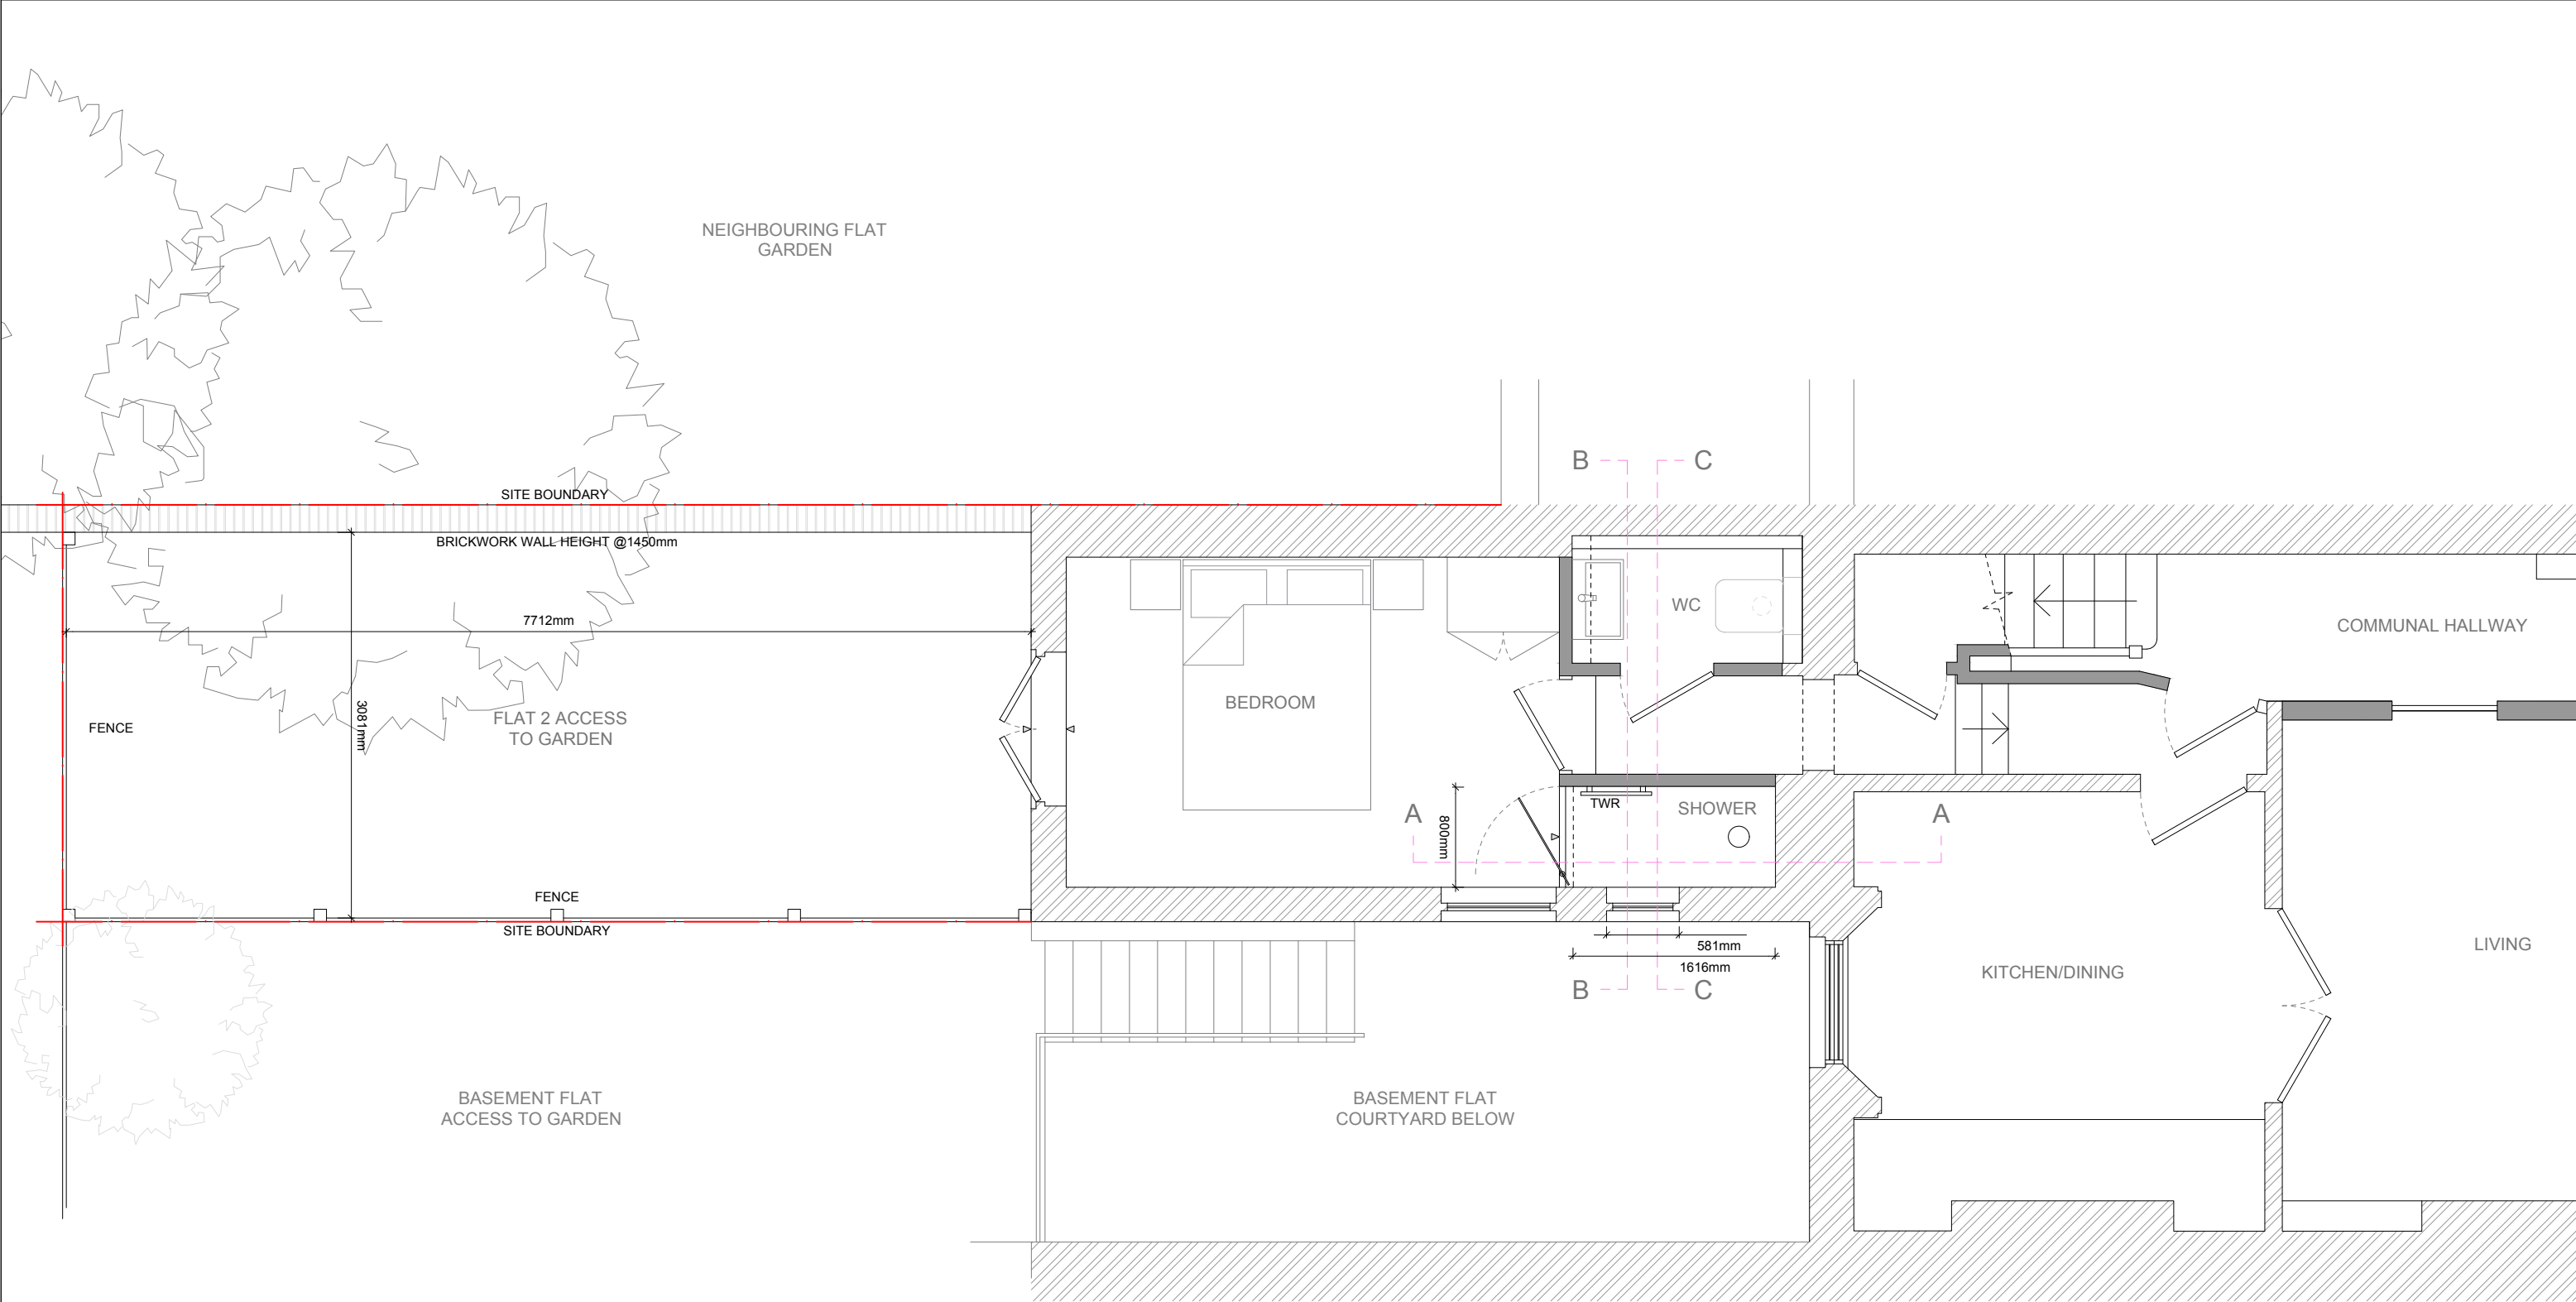 NEIGHBOURING FLAT
GARDEN
B
C
SITE BOUNDARY
BRICKWORK WALL HEIGHT @1450mm
WC
7712mm
COMMUNAL HALLWAY
BEDROOM
3081mm
FLAT 2 ACCESS
TO GARDEN
FENCE
TWR
SHOWER
800mm
A
A
FENCE
SITE BOUNDARY
581mm
1616mm
LIVING
KITCHEN/DINING
B
C
BASEMENT FLAT
ACCESS TO GARDEN
BASEMENT FLAT
COURTYARD BELOW